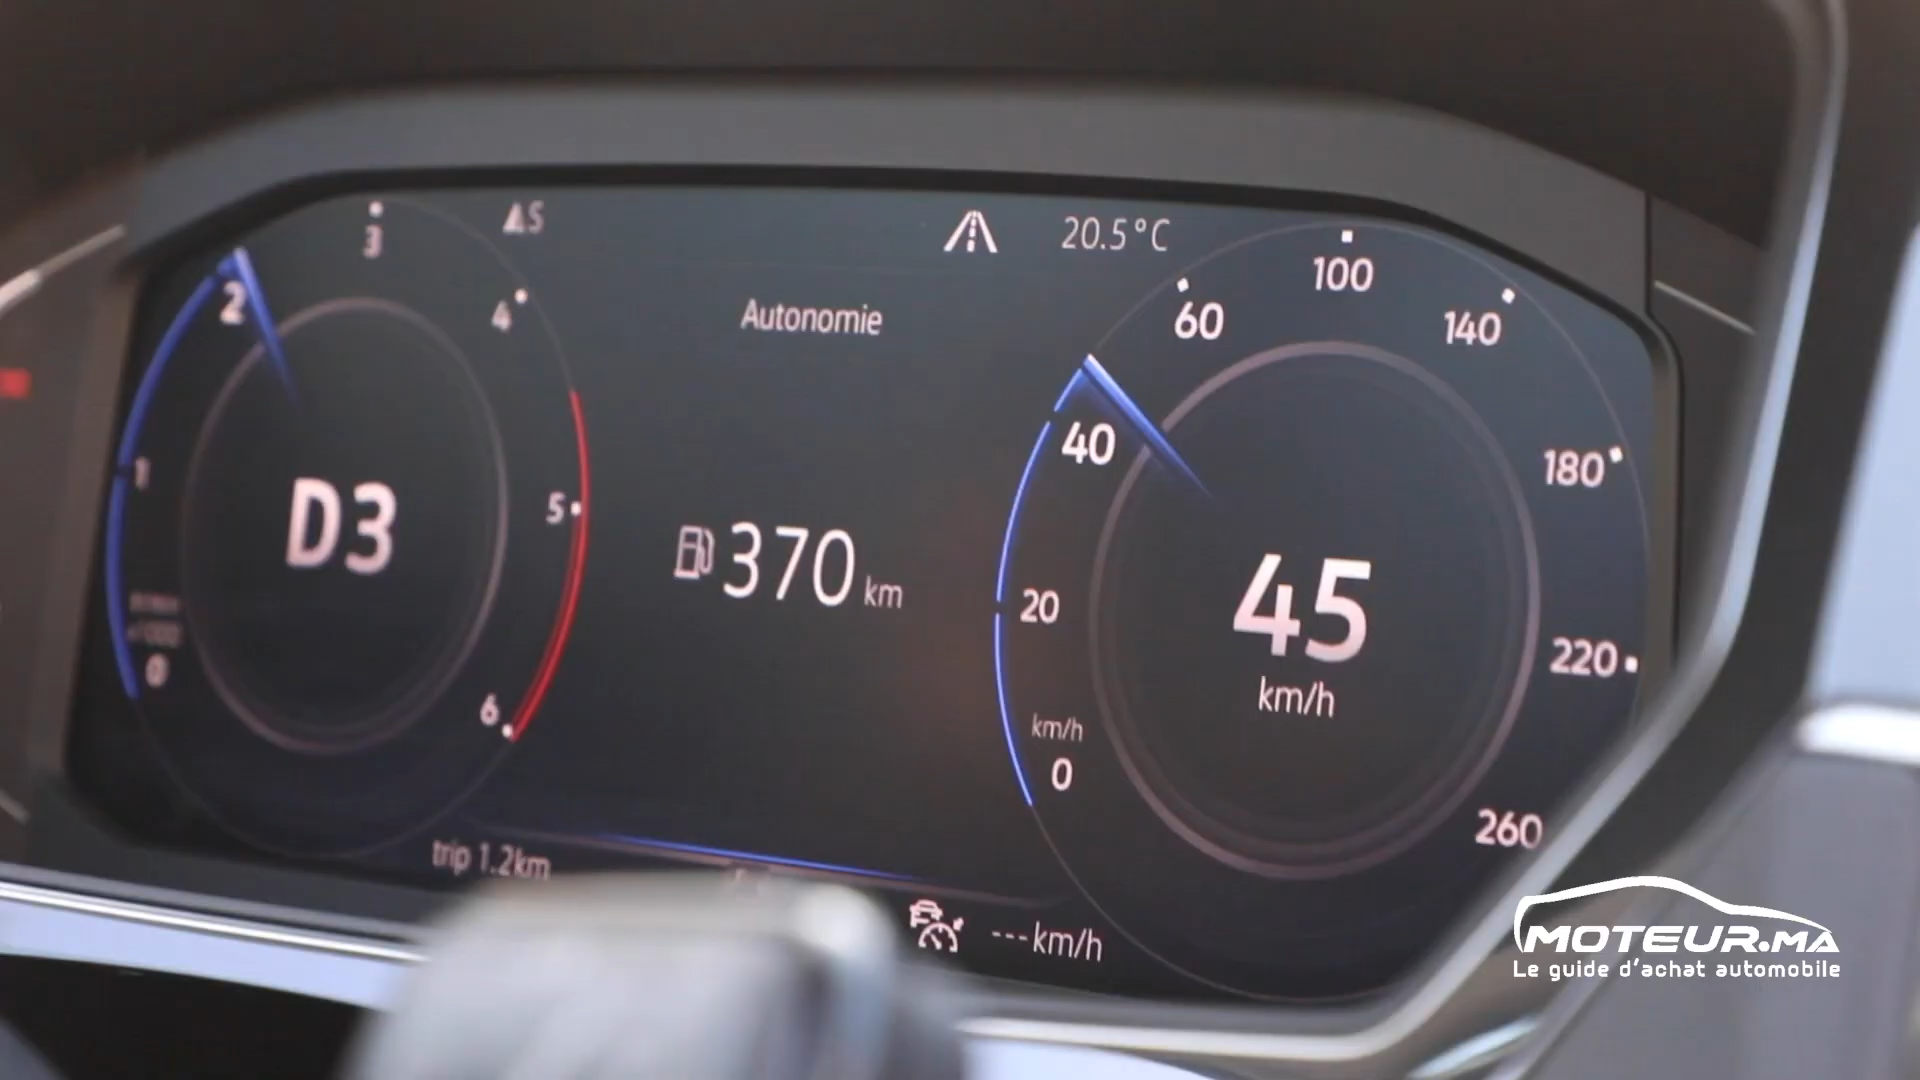 3
5
20.5°C
2
4
Autonomie
60
100
140
1
D3
5
370 km
40
180
20
45
km/h
220
0
6
km/h
0
260
trip 1.2km
---km/h
MOTEUR.MA
Le guide d'achat automobile